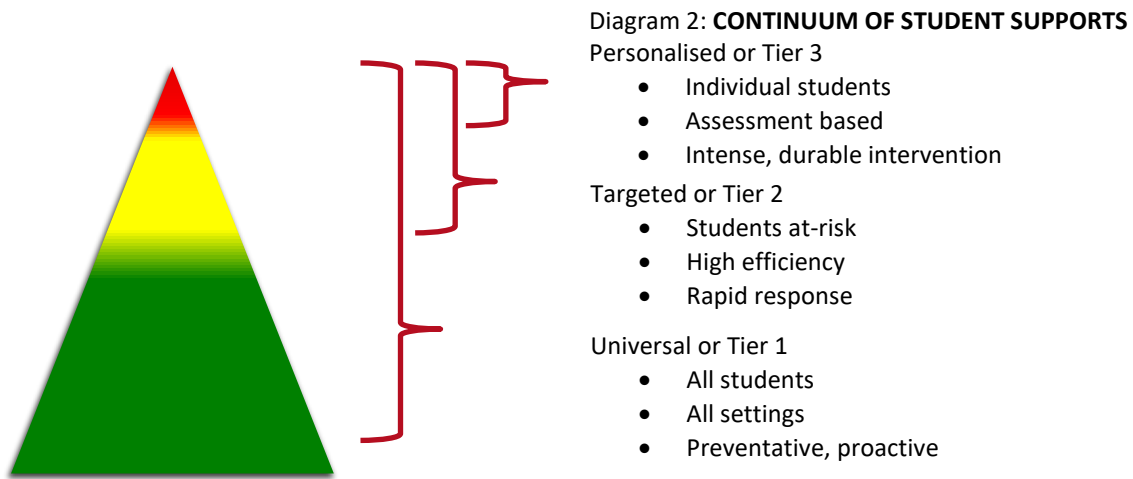 Diagram 2: CONTINUUM OF STUDENT SUPPORTS
Personalised or Tier 3
• Individual students
• Assessment based
• Intense, durable intervention
Targeted or Tier 2
• Students at-risk
• High efficiency
• Rapid response
Universal or Tier 1
• All students
• All settings
• Preventative, proactive